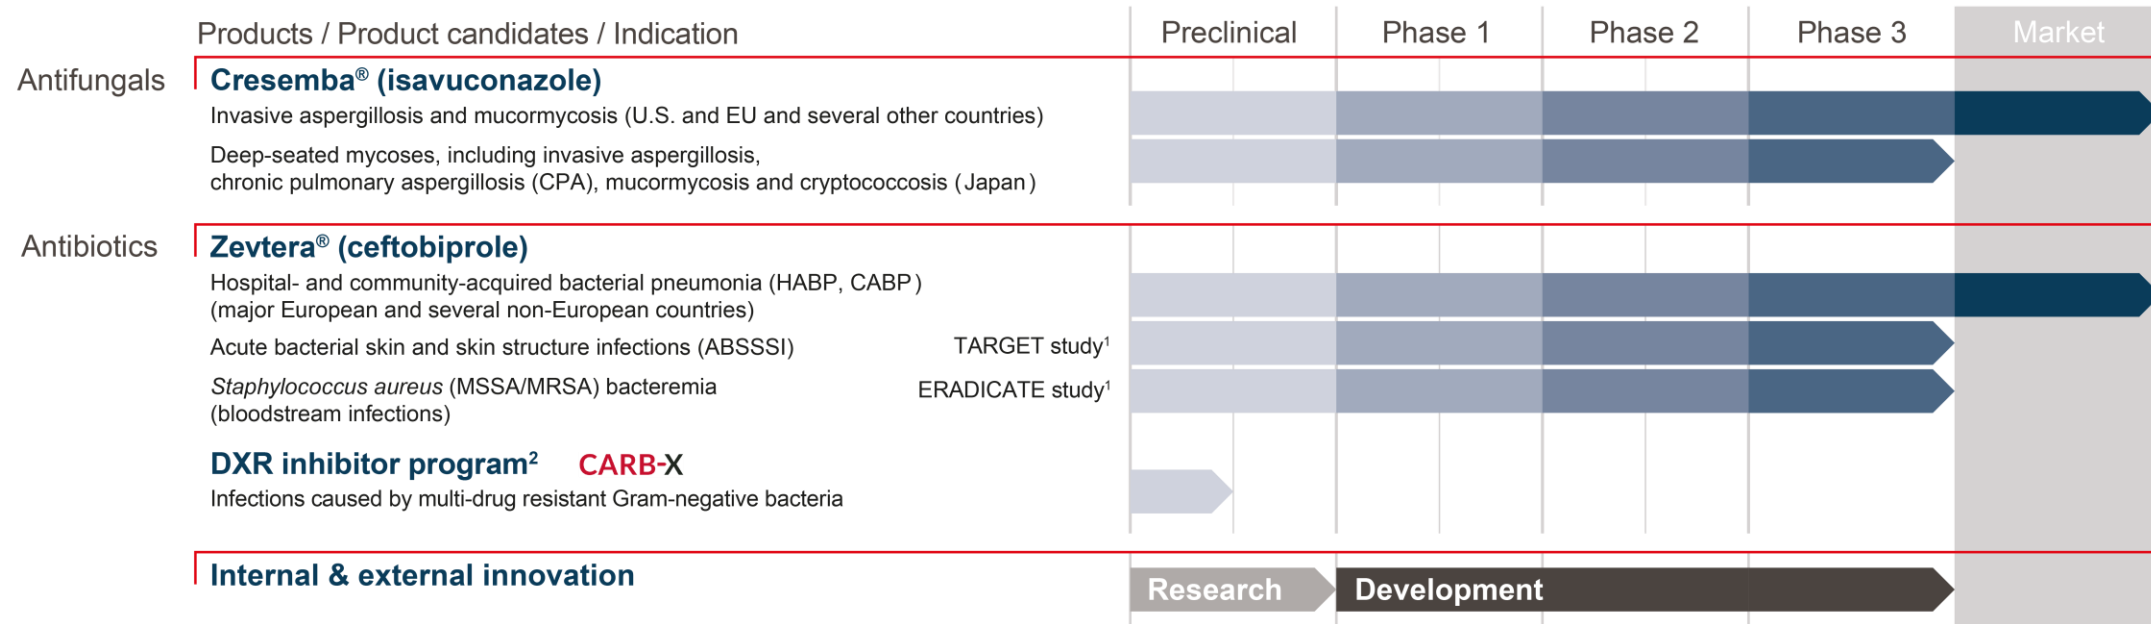 Products / Product candidates / Indication
Preclinical
Phase 1
Phase 2
Phase 3
Market
Antifungals
Cresemba® (isavuconazole)
Invasive aspergillosis and mucormycosis (U.S. and EU and several other countries)
Deep-seated mycoses, including invasive aspergillosis,
chronic pulmonary aspergillosis (CPA), mucormycosis and cryptococcosis (Japan)
Antibiotics
Zevtera® (ceftobiprole)
Hospital- and community-acquired bacterial pneumonia (HABP, CABP)
(major European and several non-European countries)
Acute bacterial skin and skin structure infections (ABSSSI)
TARGET study¹
Staphylococcus aureus (MSSA/MRSA) bacteremia
(bloodstream infections)
ERADICATE study¹
DXR inhibitor program²
CARB-X
Infections caused by multi-drug resistant Gram-negative bacteria
Internal & external innovation
Research
Development